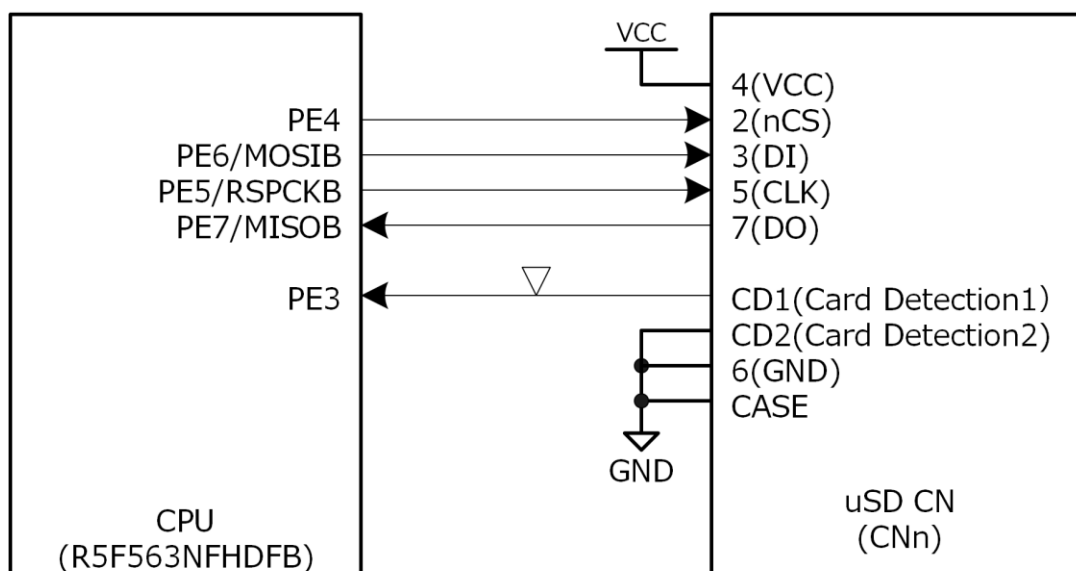 VCC
4(VCC)
PE4
2(nCS)
PE6/MOSIB
3(DI)
PE5/RSPCKB
5(CLK)
PE7/MISOB
7(DO)
PE3
CD1(Card Detection1)
CD2(Card Detection2)
6(GND)
CASE
GND
CPU
(R5F563NFHDFB)
uSD CN
(CNn)